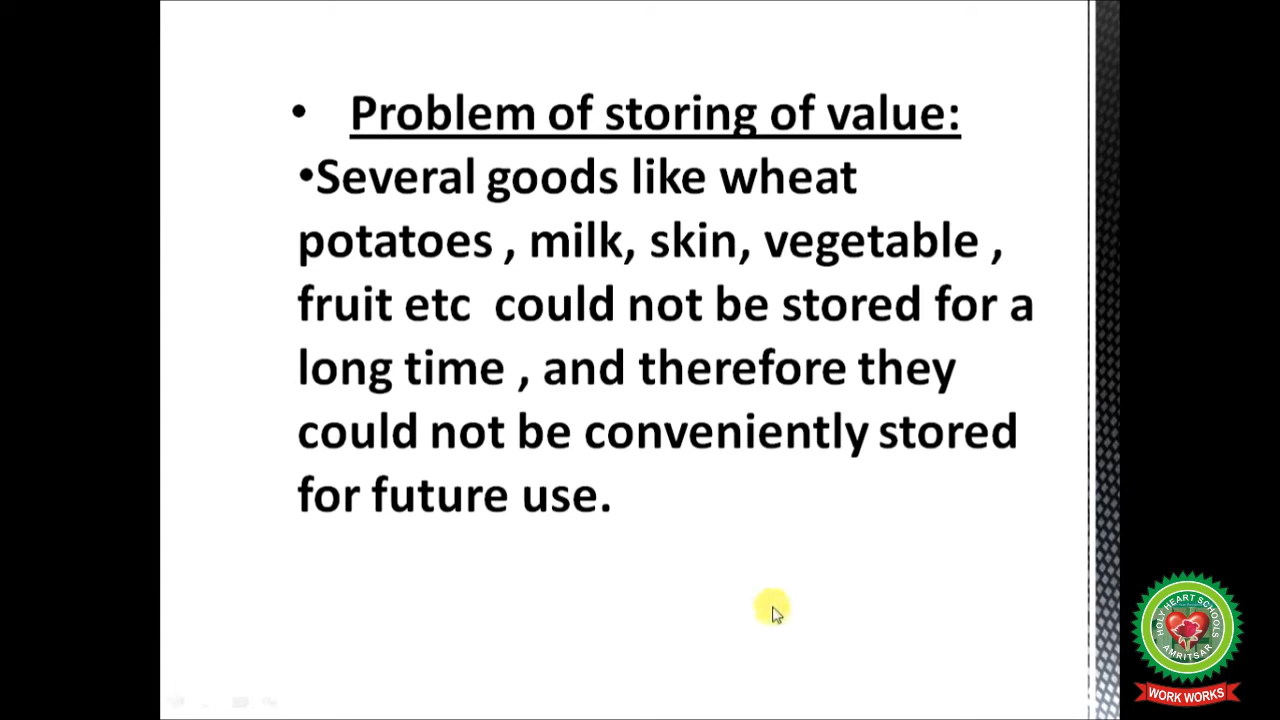 • Problem of storing of value:
•Several goods like wheat
potatoes , milk, skin, vegetable ,
fruit etc  could not be stored for a
long time , and therefore they
could not be conveniently stored
for future use.
HOLY HEART SCHOOLS
AMRITSAR
WORK WORKS